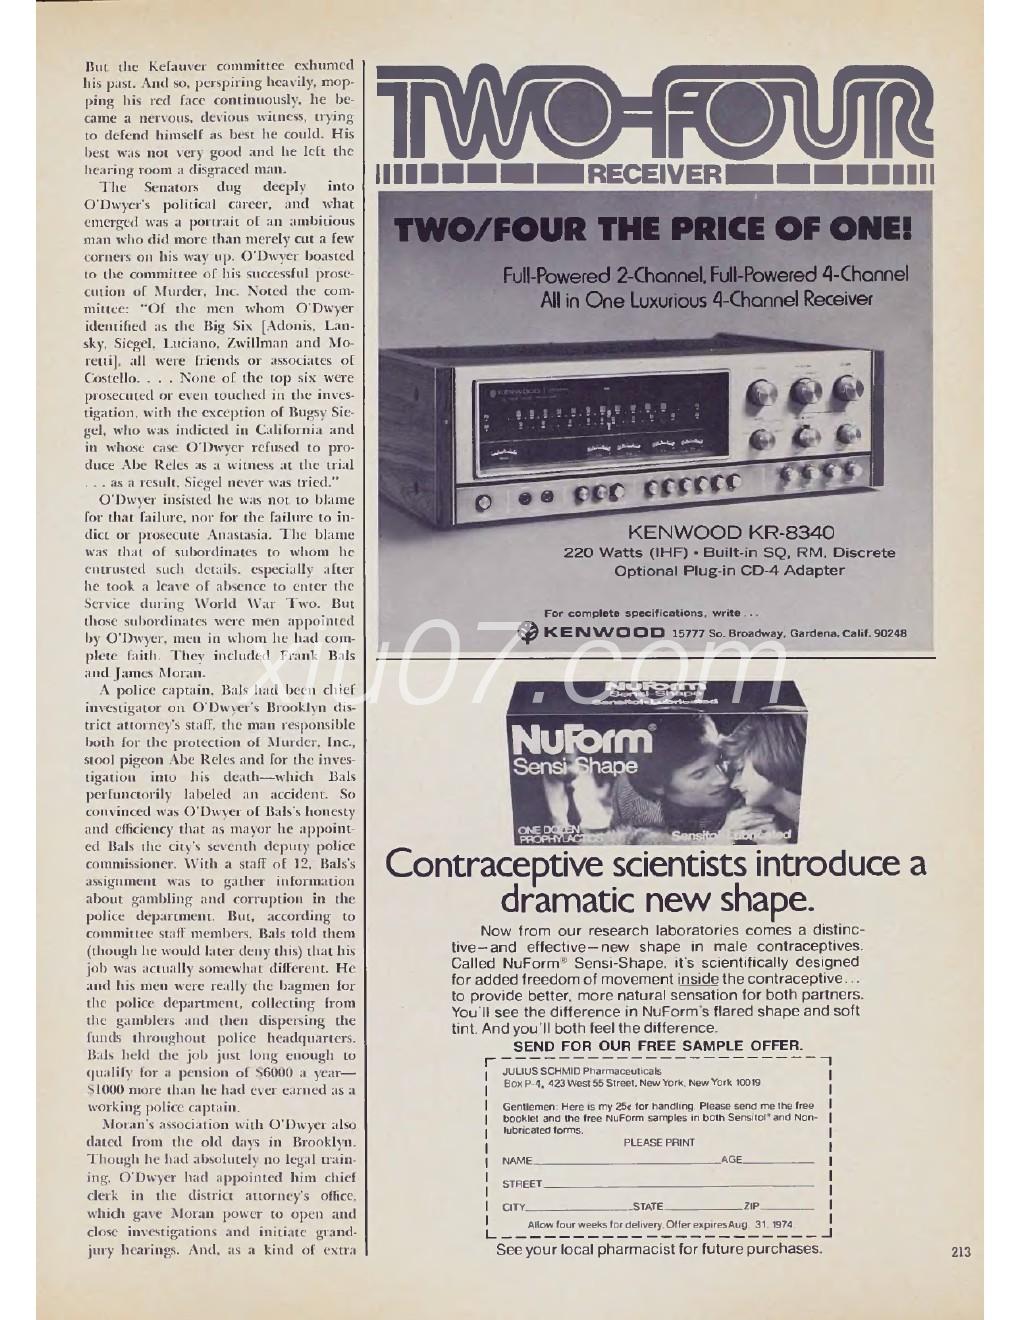 But the Kefauver committee exhumed
his past. And so, perspiring heavily, mop-
ping his red face continuously, he be-
came a nervous, devious witness, trying
to defend himself as best he could. His
best was not very good and he left the
hearing room a disgraced man.
The Senators dug deeply into
O'Dwyer's political career, and what
emerged was a portrait of an ambitious
man who did more than merely cut a few
corners on his way up. O'Dwyer boasted
to the committee of his successful prose-
cution of Murder, Inc. Noted the com-
mittee: "Of the men whom O'Dwyer
identified as the Big Six [Adonis, Lan-
sky, Siegel, Luciano, Zwillman and Mo-
retti], all were friends or associates of
Costello. . . . None of the top six were
prosecuted or even touched in the inves-
tigation, with the exception of Bugsy Sie-
gel, who was indicted in California and
in whose case O'Dwyer refused to pro-
duce Abe Reles as a witness at the trial
. . . as a result, Siegel never was tried."
O'Dwyer insisted he was not to blame
for that failure, nor for the failure to in-
dict or prosecute Anastasia. The blame
was that of subordinates to whom he
entrusted such details, especially after
he took a leave of absence to enter the
Service during World War Two. But
those subordinates were men appointed
by O'Dwyer, men in whom he had com-
plete faith. They included Frank Bals
and James Moran.
A police captain, Bals had been chief
investigator on O'Dwyer's Brooklyn dis-
trict attorney's staff, the man responsible
both for the protection of Murder, Inc.,
stool pigeon Abe Reles and for the inves-
tigation into his death—which Bals
perfunctorily labeled an accident. So
convinced was O'Dwyer of Bals's honesty
and efficiency that as mayor he appoint-
ed Bals the city's seventh deputy police
commissioner. With a staff of 12, Bals's
assignment was to gather information
about gambling and corruption in the
police department. But, according to
committee staff members, Bals told them
(though he would later deny this) that his
job was actually somewhat different. He
and his men were really the bagmen for
the police department, collecting from
the gamblers and then dispersing the
funds throughout police headquarters.
Bals held the job just long enough to
qualify for a pension of $6000 a year—
$1000 more than he had ever earned as a
working police captain.
Moran's association with O'Dwyer also
dated from the old days in Brooklyn.
Though he had absolutely no legal train-
ing, O'Dwyer had appointed him chief
clerk in the district attorney's office,
which gave Moran power to open and
close investigations and initiate grand-
jury hearings. And, as a kind of extra
TWO-FOUR
RECEIVER
TWO/FOUR THE PRICE OF ONE!
Full-Powered 2-Channel, Full-Powered 4-Channel
All in One Luxurious 4-Channel Receiver
KENWOOD
KENWOOD KR-8340
220 Watts (IHF) • Built-in SQ, RM, Discrete
Optional Plug-in CD-4 Adapter
For complete specifications, write . . .
KENWOOD 15777 So. Broadway, Gardena, Calif. 90248
xiu07.com
NuForm
Sensi-Shape
Sensitol Lubricated
NuForm®
Sensi-Shape
ONE DOZEN
PROPHYLACTICS
Sensitol Lubricated
Contraceptive scientists introduce a
dramatic new shape.
Now from our research laboratories comes a distinc-
tive—and effective—new shape in male contraceptives.
Called NuForm® Sensi-Shape, it's scientifically designed
for added freedom of movement inside the contraceptive...
to provide better, more natural sensation for both partners.
You'll see the difference in NuForm's flared shape and soft
tint. And you'll both feel the difference.
SEND FOR OUR FREE SAMPLE OFFER.
JULIUS SCHMID Pharmaceuticals
Box P-4, 423 West 55 Street, New York, New York 10019
Gentlemen: Here is my 25¢ for handling. Please send me the free
booklet and the free NuForm samples in both Sensitol® and Non-
lubricated forms.
PLEASE PRINT
NAME AGE
STREET
CITY STATE ZIP
Allow four weeks for delivery. Offer expires Aug. 31, 1974.
See your local pharmacist for future purchases.
213